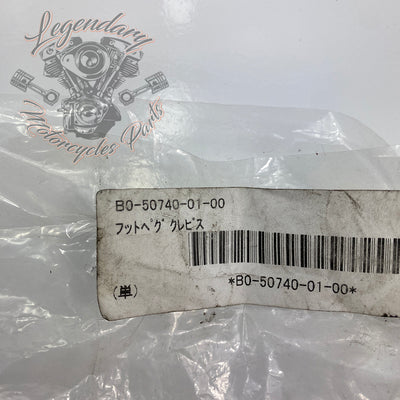 Legendary
Motorcycles Parts
B0-50740-01-00
ﾌｯﾄﾍﾟｸﾞ ｸﾚﾋﾞｽ
(単)
*B0-50740-01-00*